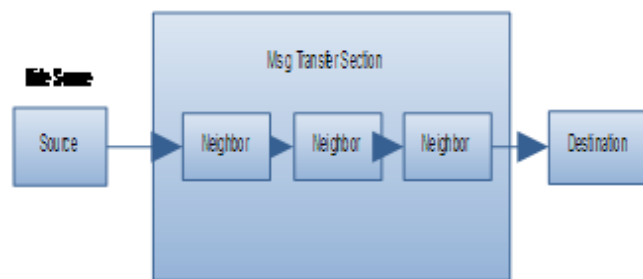 Msg Transfer Section
Source
Neighbor
Neighbor
Neighbor
Destination